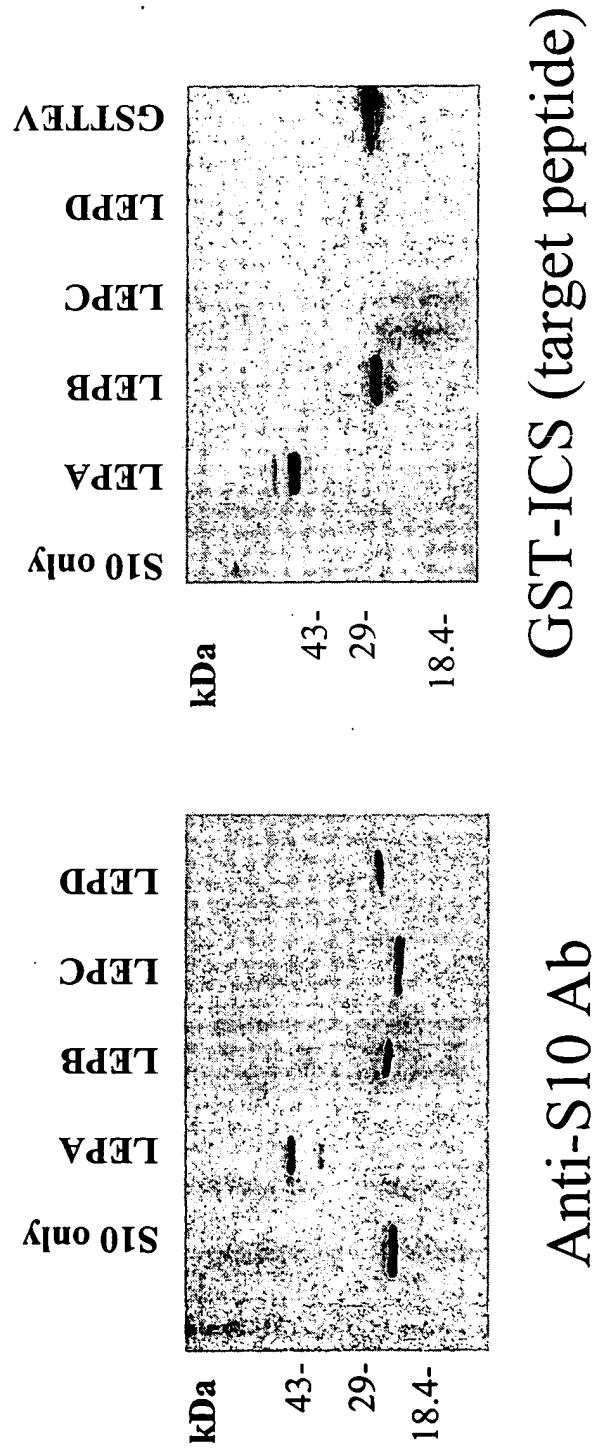 kDa
43-
29-
18.4-
S10 only
LEPA
LEPB
LEPC
LEPD
Anti-S10 Ab
kDa
43-
29-
18.4-
S10 only
LEPA
LEPB
LEPC
LEPD
GSTTEV
GST-ICS (target peptide)